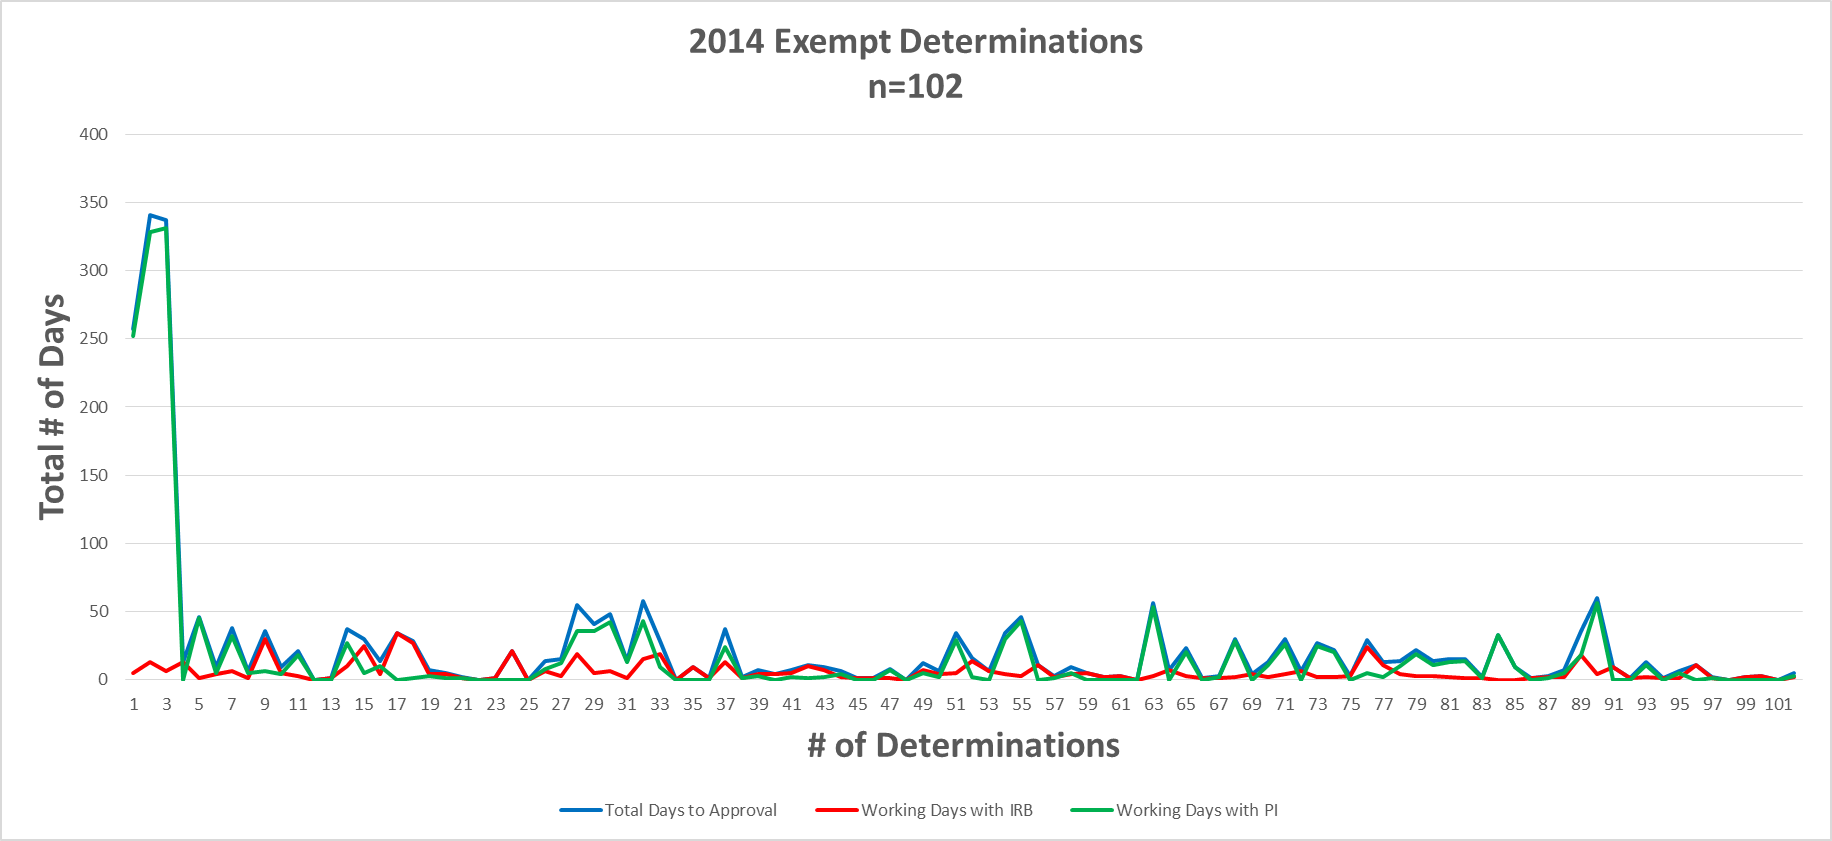 2014 Exempt Determinations
n=102
400
350
300
250
200
150
100
50
0
Total # of Days
1 3 5 7 9 11 13 15 17 19 21 23 25 27 29 31 33 35 37 39 41 43 45 47 49 51 53 55 57 59 61 63 65 67 69 71 73 75 77 79 81 83 85 87 89 91 93 95 97 99 101
# of Determinations
Total Days to Approval Working Days with IRB Working Days with PI